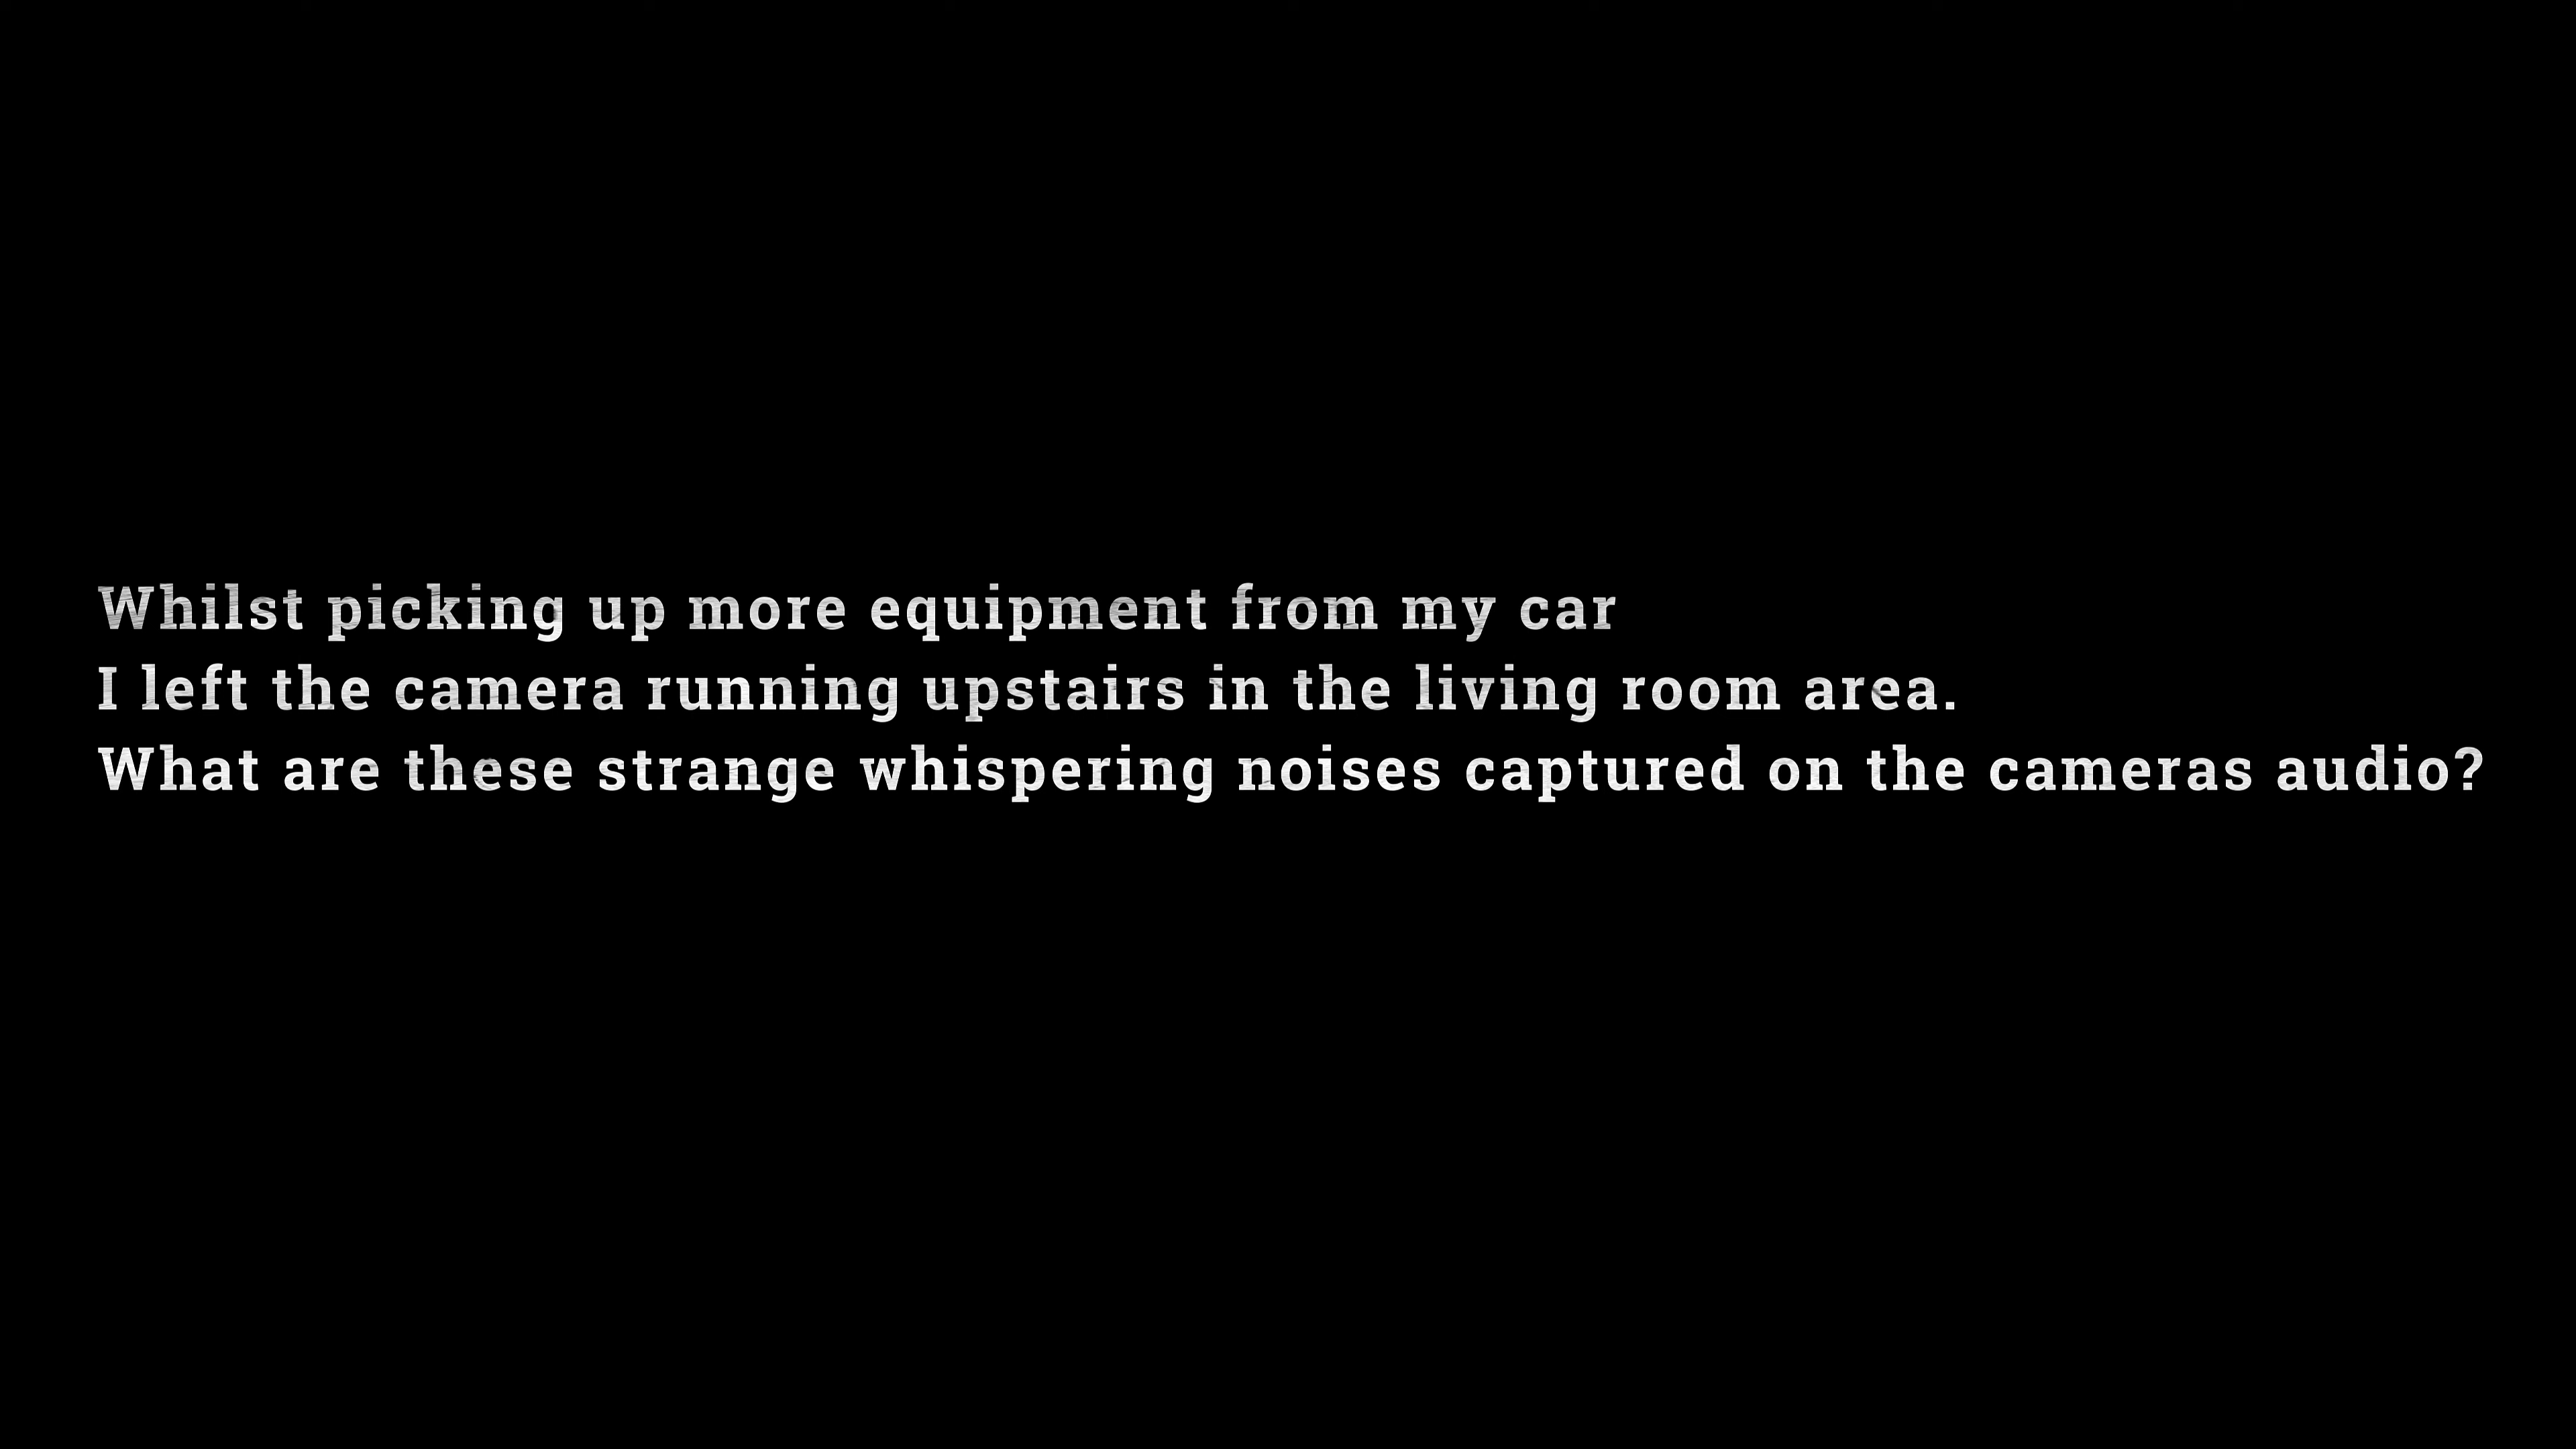 Whilst picking up more equipment from my car
I left the camera running upstairs in the living room area.
What are these strange whispering noises captured on the cameras audio?